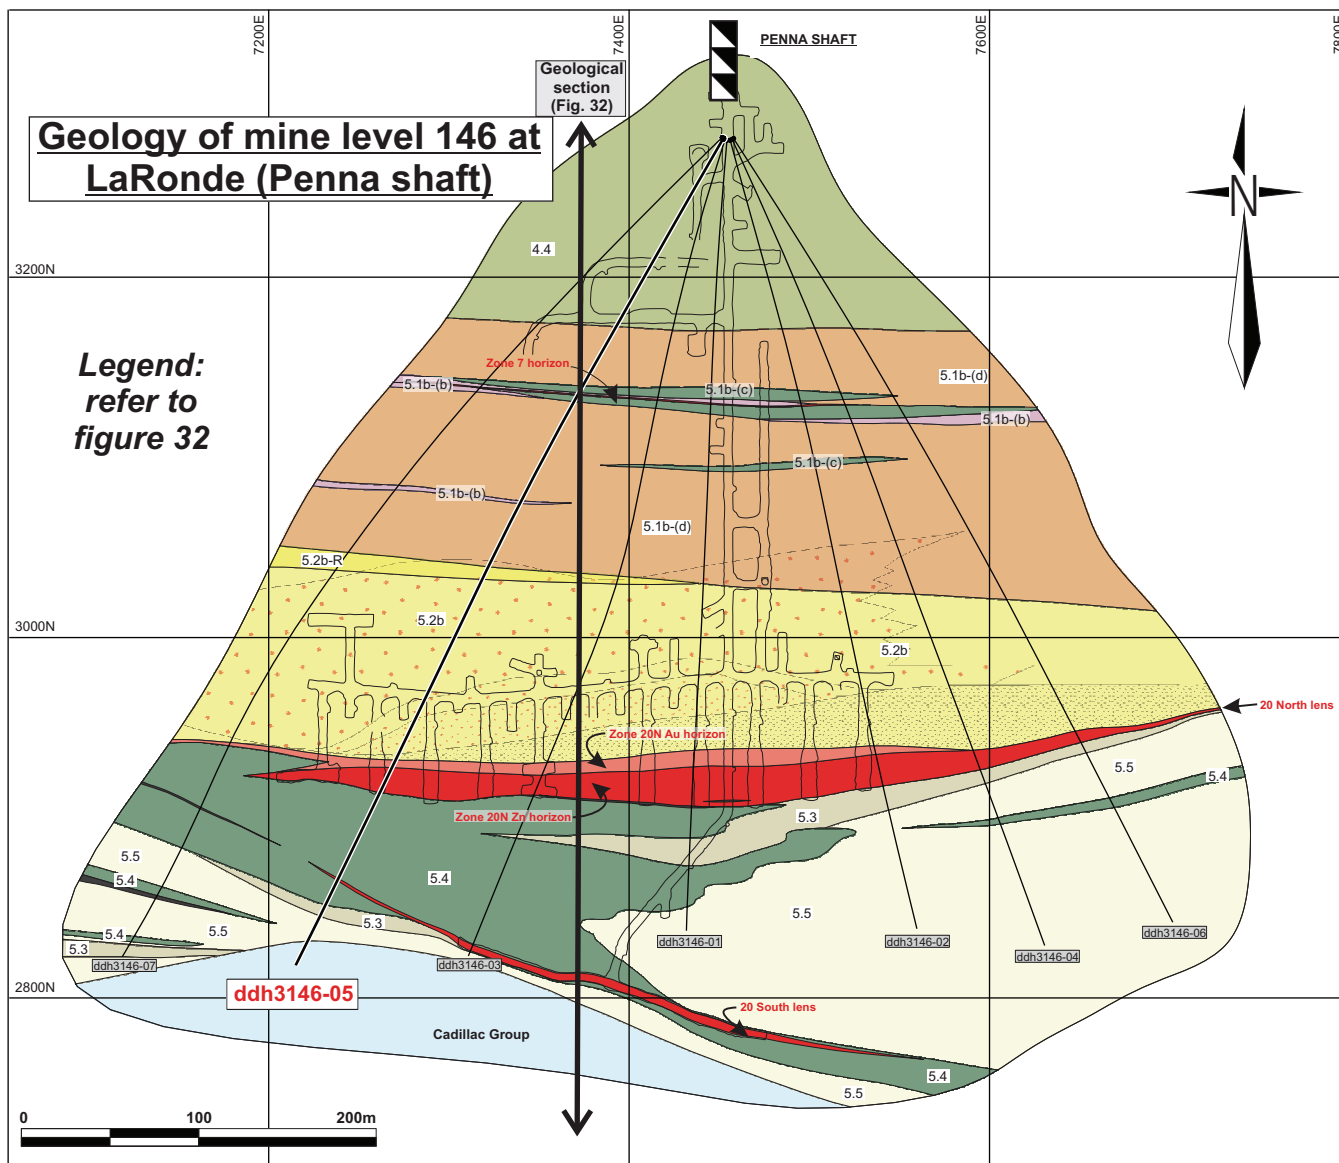 7200E
7400E
7600E
7800E
PENNA SHAFT
Geological
section
(Fig. 32)
Geology of mine level 146 at
LaRonde (Penna shaft)
N
4.4
3200N
Legend:
refer to
figure 32
Zone 7 horizon
5.1b-(d)
5.1b-(b)
5.1b-(c)
5.1b-(b)
5.1b-(c)
5.1b-(b)
5.1b-(d)
5.2b-R
5.2b
3000N
5.2b
20 North lens
Zone 20N Au horizon
5.5
5.4
Zone 20N Zn horizon
5.3
5.5
5.4
5.4
5.5
5.3
5.5
5.4
5.3
ddh3146-07
ddh3146-03
ddh3146-01
ddh3146-02
ddh3146-04
ddh3146-06
ddh3146-05
2800N
20 South lens
Cadillac Group
5.4
5.5
0 100 200m